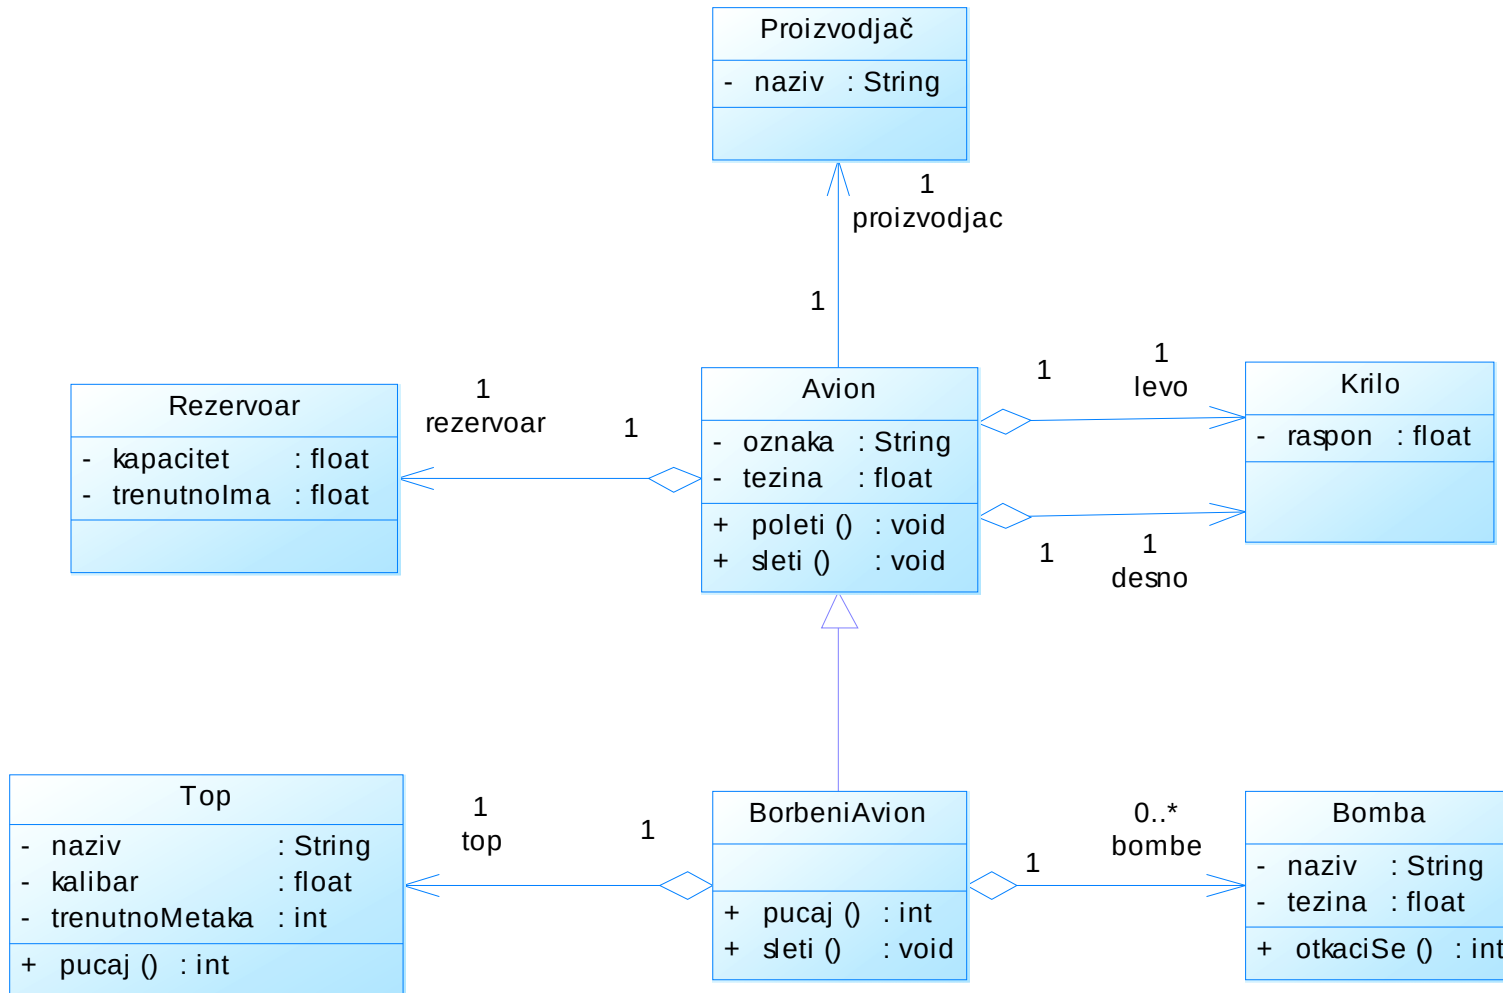 Proizvodjač
- naziv : String
1
proizvodjac
1
Rezervoar
- kapacitet : float
- trenutnoIma : float
1
rezervoar
1
Avion
- oznaka : String
- tezina : float
+ poleti () : void
+ sleti () : void
1
1
levo
1
1
desno
Krilo
- raspon : float
Top
- naziv : String
- kalibar : float
- trenutnoMetaka : int
+ pucaj () : int
1
top
1
BorbeniAvion
+ pucaj () : int
+ sleti () : void
1
0..*
bombe
Bomba
- naziv : String
- tezina : float
+ otkaciSe () : int